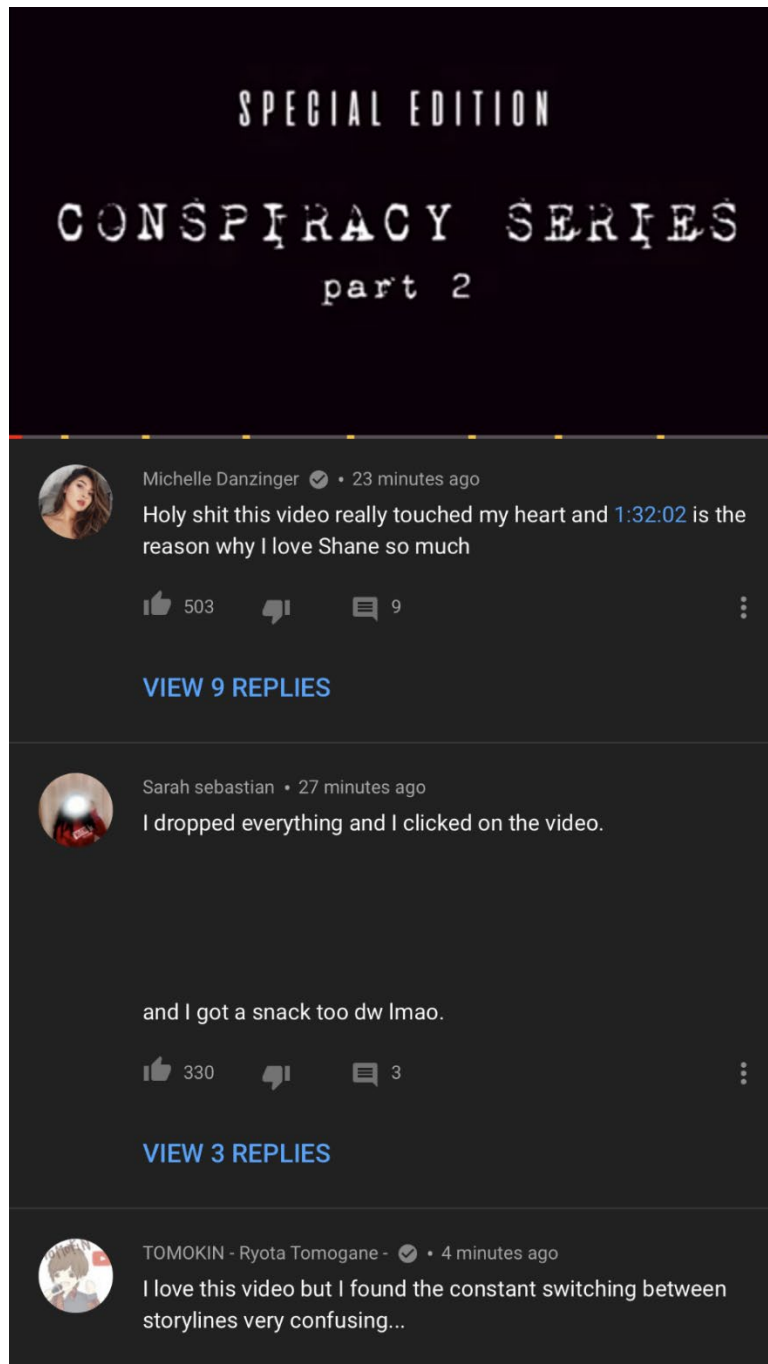 SPECIAL EDITION
CONSPIRACY SERIES
part 2
Michelle Danzinger • 23 minutes ago
Holy shit this video really touched my heart and 1:32:02 is the
reason why I love Shane so much
503 9
VIEW 9 REPLIES
Sarah sebastian • 27 minutes ago
I dropped everything and I clicked on the video.
and I got a snack too dw lmao.
330 3
VIEW 3 REPLIES
TOMOKIN - Ryota Tomogane - • 4 minutes ago
I love this video but I found the constant switching between
storylines very confusing...